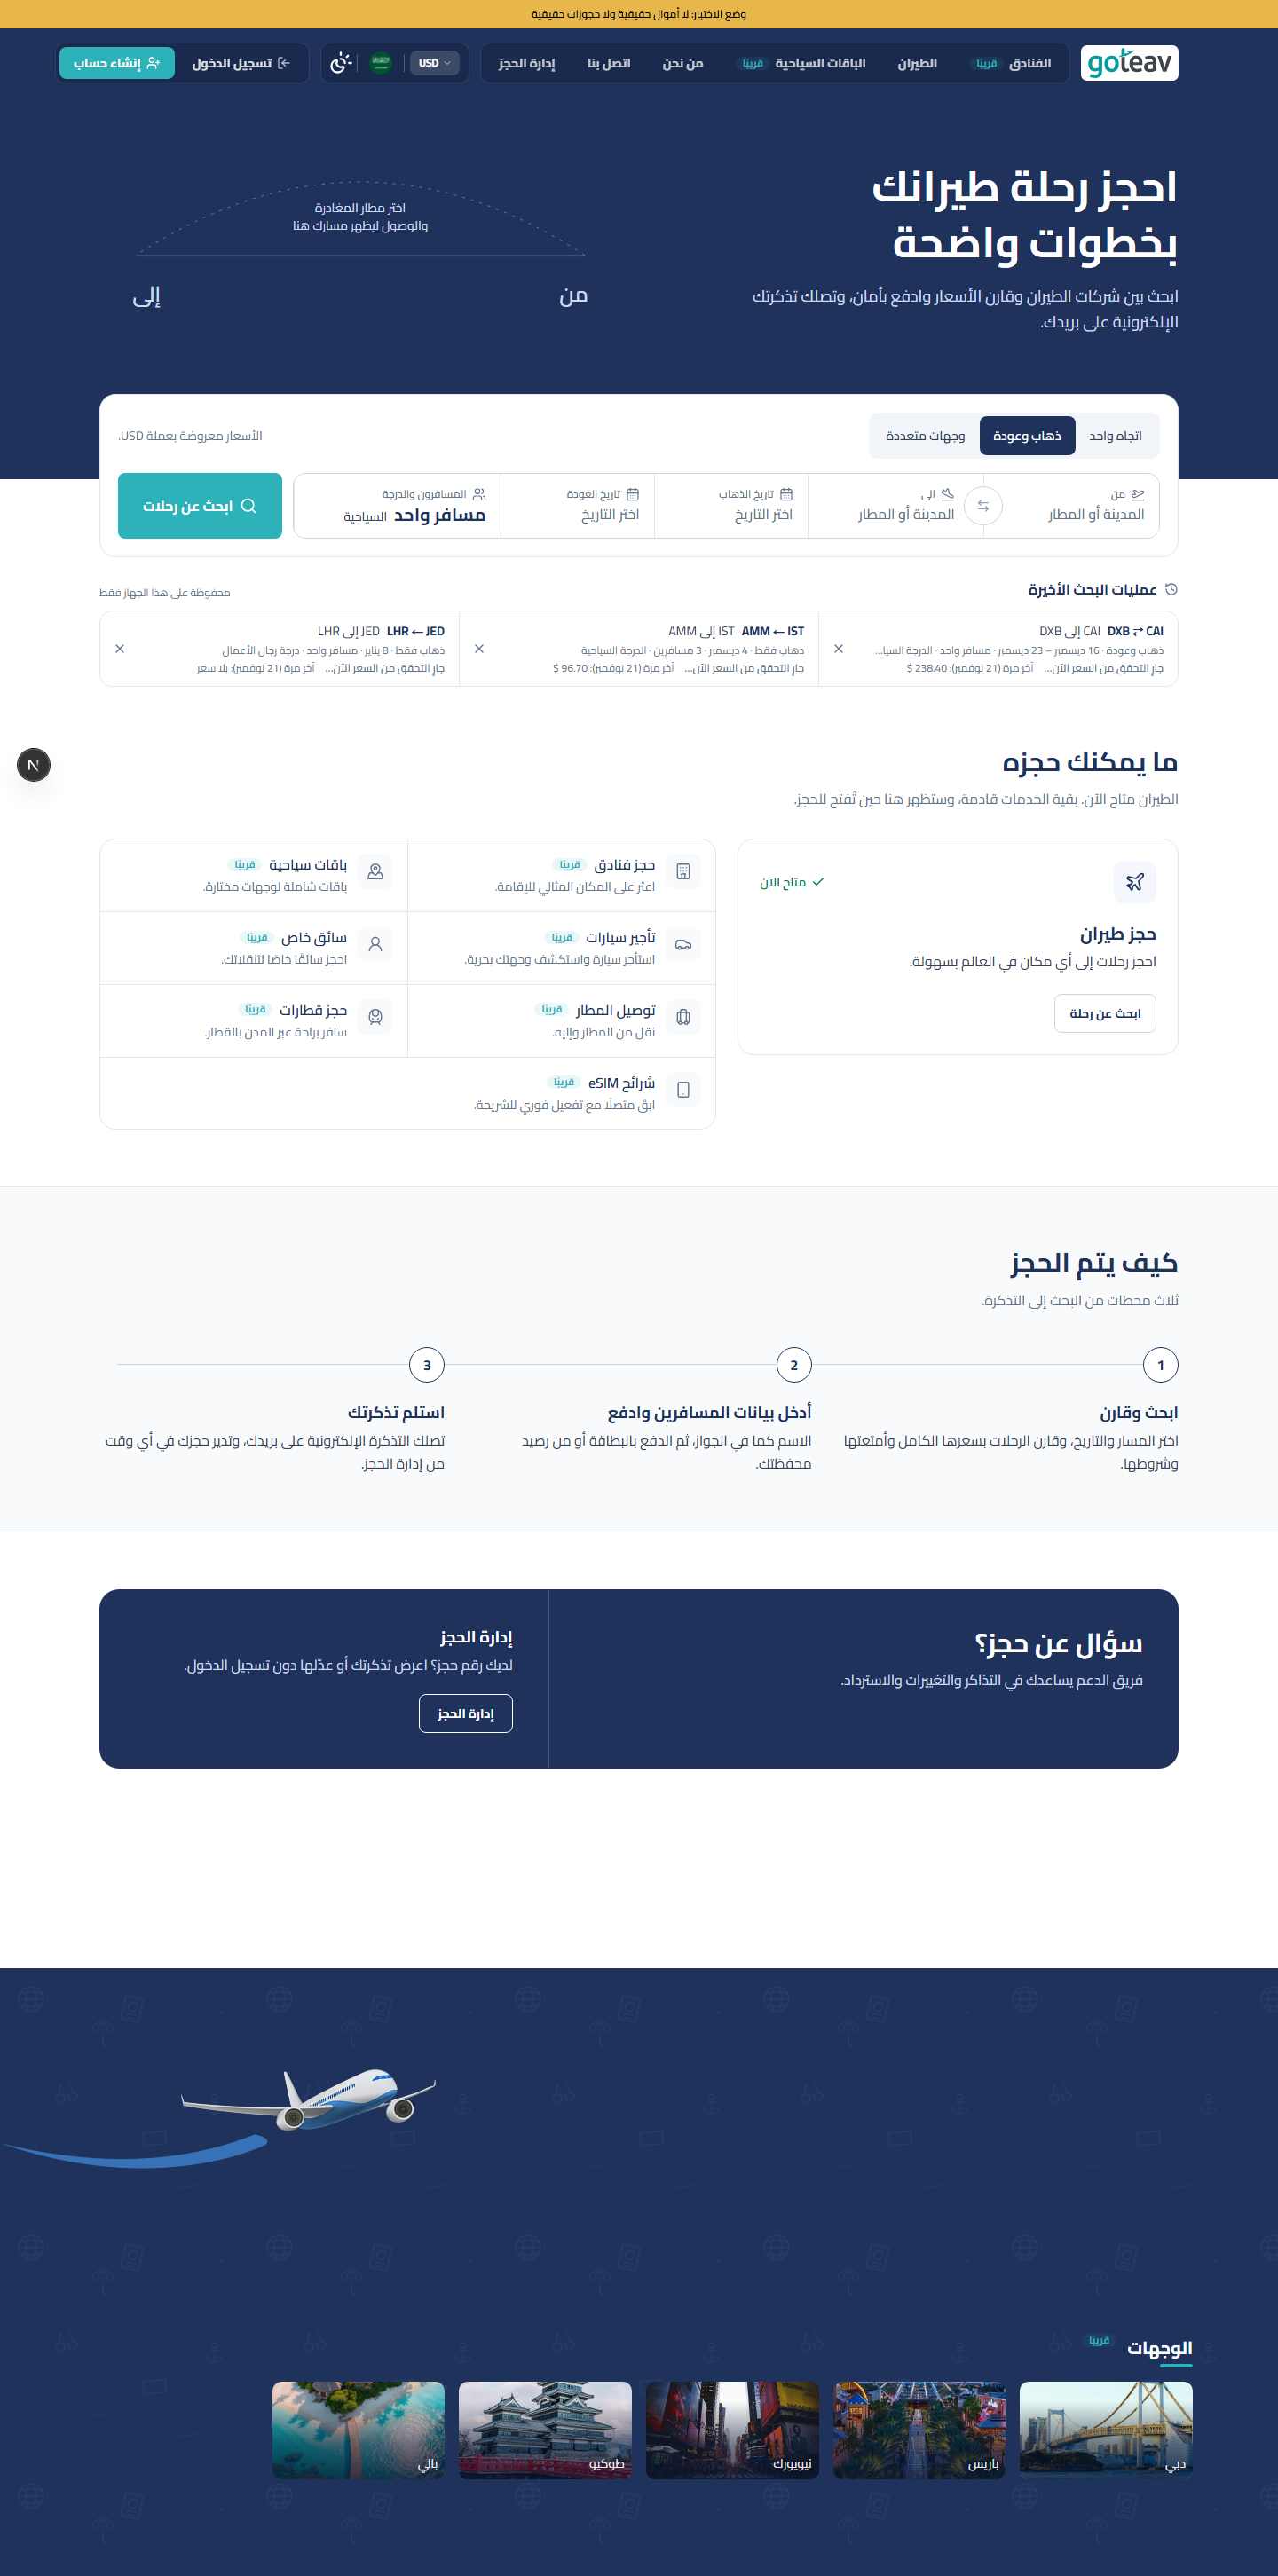 وضع الاختبار: لا أموال حقيقية ولا حجوزات حقيقية
goteav
الفنادق قريبًا الطيران الباقات السياحية قريبًا من نحن اتصل بنا إدارة الحجز
USD
تسجيل الدخول إنشاء حساب
احجز رحلة طيرانك
بخطوات واضحة
ابحث بين شركات الطيران وقارن الأسعار وادفع بأمان، وتصلك تذكرتك
الإلكترونية على بريدك.
اختر مطار المغادرة
والوصول ليظهر مسارك هنا
من إلى
اتجاه واحد ذهاب وعودة وجهات متعددة
الأسعار معروضة بعملة USD.
من
المدينة أو المطار
الى
المدينة أو المطار
تاريخ الذهاب
اختر التاريخ
تاريخ العودة
اختر التاريخ
المسافرون والدرجة
مسافر واحد السياحية
ابحث عن رحلات
عمليات البحث الأخيرة
محفوظة على هذا الجهاز فقط
DXB ⇄ CAI CAI إلى DXB
ذهاب وعودة · 16 ديسمبر – 23 ديسمبر · مسافر واحد · الدرجة السيا...
جارٍ التحقق من السعر الآن... آخر مرة (21 نوفمبر): 238.40 $
AMM ← IST IST إلى AMM
ذهاب فقط · 4 ديسمبر · 3 مسافرين · الدرجة السياحية
جارٍ التحقق من السعر الآن... آخر مرة (21 نوفمبر): 96.70 $
LHR ← JED JED إلى LHR
ذهاب فقط · 8 يناير · مسافر واحد · درجة رجال الأعمال
جارٍ التحقق من السعر الآن... آخر مرة (21 نوفمبر): بلا سعر
ما يمكنك حجزه
الطيران متاح الآن. بقية الخدمات قادمة، وستظهر هنا حين تُفتح للحجز.
متاح الآن
حجز طيران
احجز رحلات إلى أي مكان في العالم بسهولة.
ابحث عن رحلة
حجز فنادق قريبًا
اعثر على المكان المثالي للإقامة.
باقات سياحية قريبًا
باقات شاملة لوجهات مختارة.
تأجير سيارات قريبًا
استأجر سيارة واستكشف وجهتك بحرية.
سائق خاص قريبًا
احجز سائقًا خاصًا لتنقلاتك.
توصيل المطار قريبًا
نقل من المطار وإليه.
حجز قطارات قريبًا
سافر براحة عبر المدن بالقطار.
شرائح eSIM قريبًا
ابقَ متصلًا مع تفعيل فوري للشريحة.
كيف يتم الحجز
ثلاث محطات من البحث إلى التذكرة.
1
ابحث وقارن
اختر المسار والتاريخ، وقارن الرحلات بسعرها الكامل وأمتعتها
وشروطها.
2
أدخل بيانات المسافرين وادفع
الاسم كما في الجواز، ثم الدفع بالبطاقة أو من رصيد
محفظتك.
3
استلم تذكرتك
تصلك التذكرة الإلكترونية على بريدك، وتدير حجزك في أي وقت
من إدارة الحجز.
سؤال عن حجز؟
فريق الدعم يساعدك في التذاكر والتغييرات والاسترداد.
إدارة الحجز
لديك رقم حجز؟ اعرض تذكرتك أو عدّلها دون تسجيل الدخول.
إدارة الحجز
الوجهات قريبًا
دبي
باريس
نيويورك
طوكيو
بالي